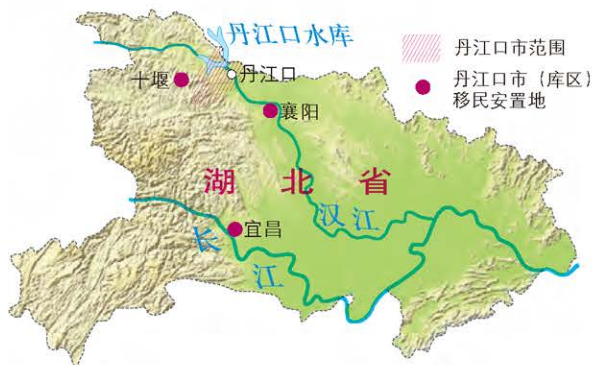 丹江口水库
丹江口市范围
丹江口
十堰
丹江口市（库区）
移民安置地
襄阳
湖北省
汉江
宜昌
长江